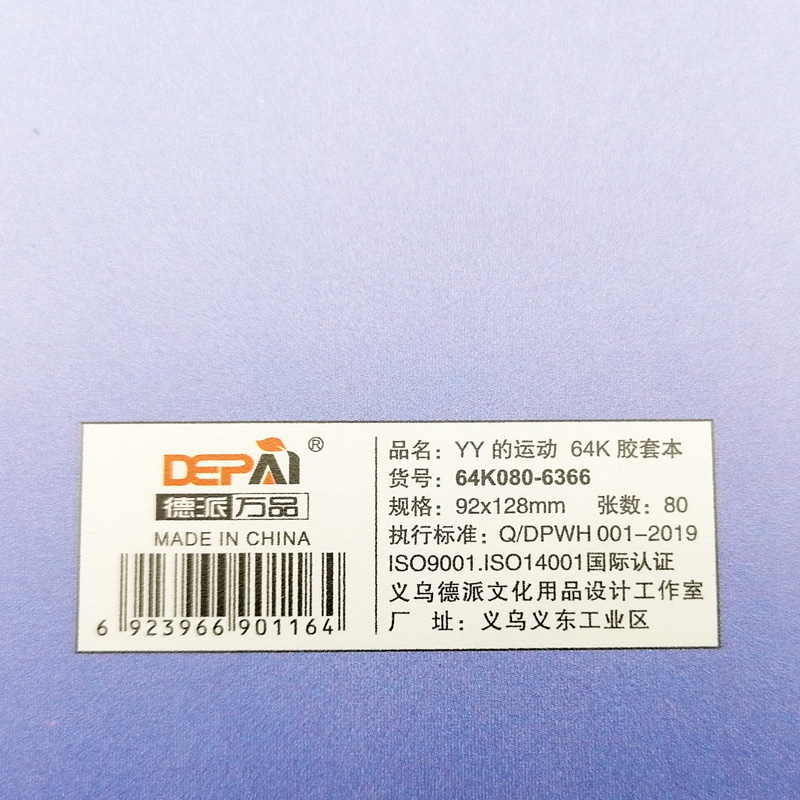 DEPAI®
德派万品
MADE IN CHINA
6 923966 901164
品名：YY 的运动 64K 胶套本
货号：64K080-6366
规格：92x128mm 张数：80
执行标准：Q/DPWH 001-2019
ISO9001.ISO14001国际认证
义乌德派文化用品设计工作室
厂 址：义乌义东工业区